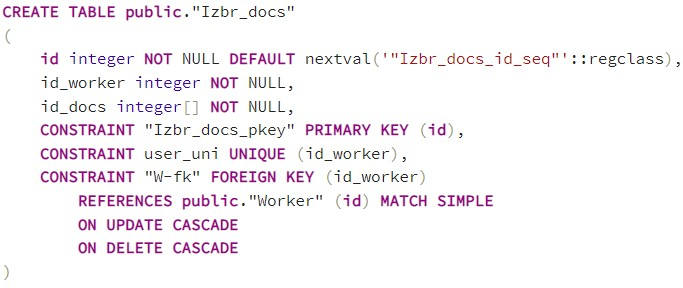 CREATE TABLE public."Izbr_docs"
(
    id integer NOT NULL DEFAULT nextval('"Izbr_docs_id_seq"'::regclass),
    id_worker integer NOT NULL,
    id_docs integer[] NOT NULL,
    CONSTRAINT "Izbr_docs_pkey" PRIMARY KEY (id),
    CONSTRAINT user_uni UNIQUE (id_worker),
    CONSTRAINT "W-fk" FOREIGN KEY (id_worker)
        REFERENCES public."Worker" (id) MATCH SIMPLE
        ON UPDATE CASCADE
        ON DELETE CASCADE
)